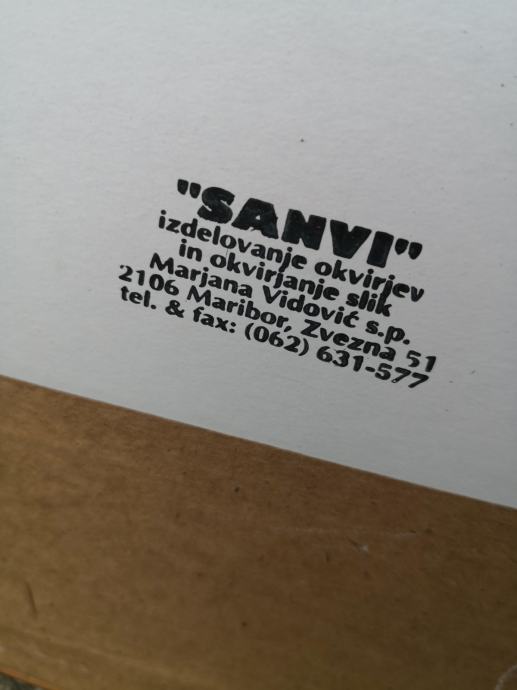 "SANVI"
izdelovanje okvirjev
in okvirjanje slik
Marjana Vidović s.p.
2106 Maribor, Zvezna 51
tel. & fax: (062) 631-577